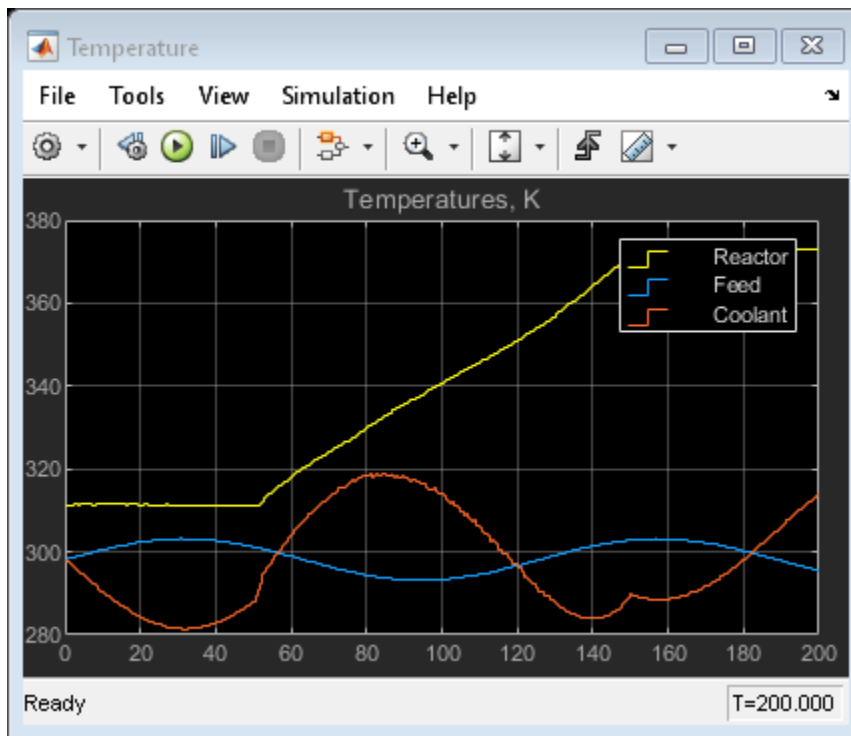 Temperature
File Tools View Simulation Help
Temperatures, K
380
360
340
320
300
280
Reactor
Feed
Coolant
0 20 40 60 80 100 120 140 160 180 200
Ready T=200.000